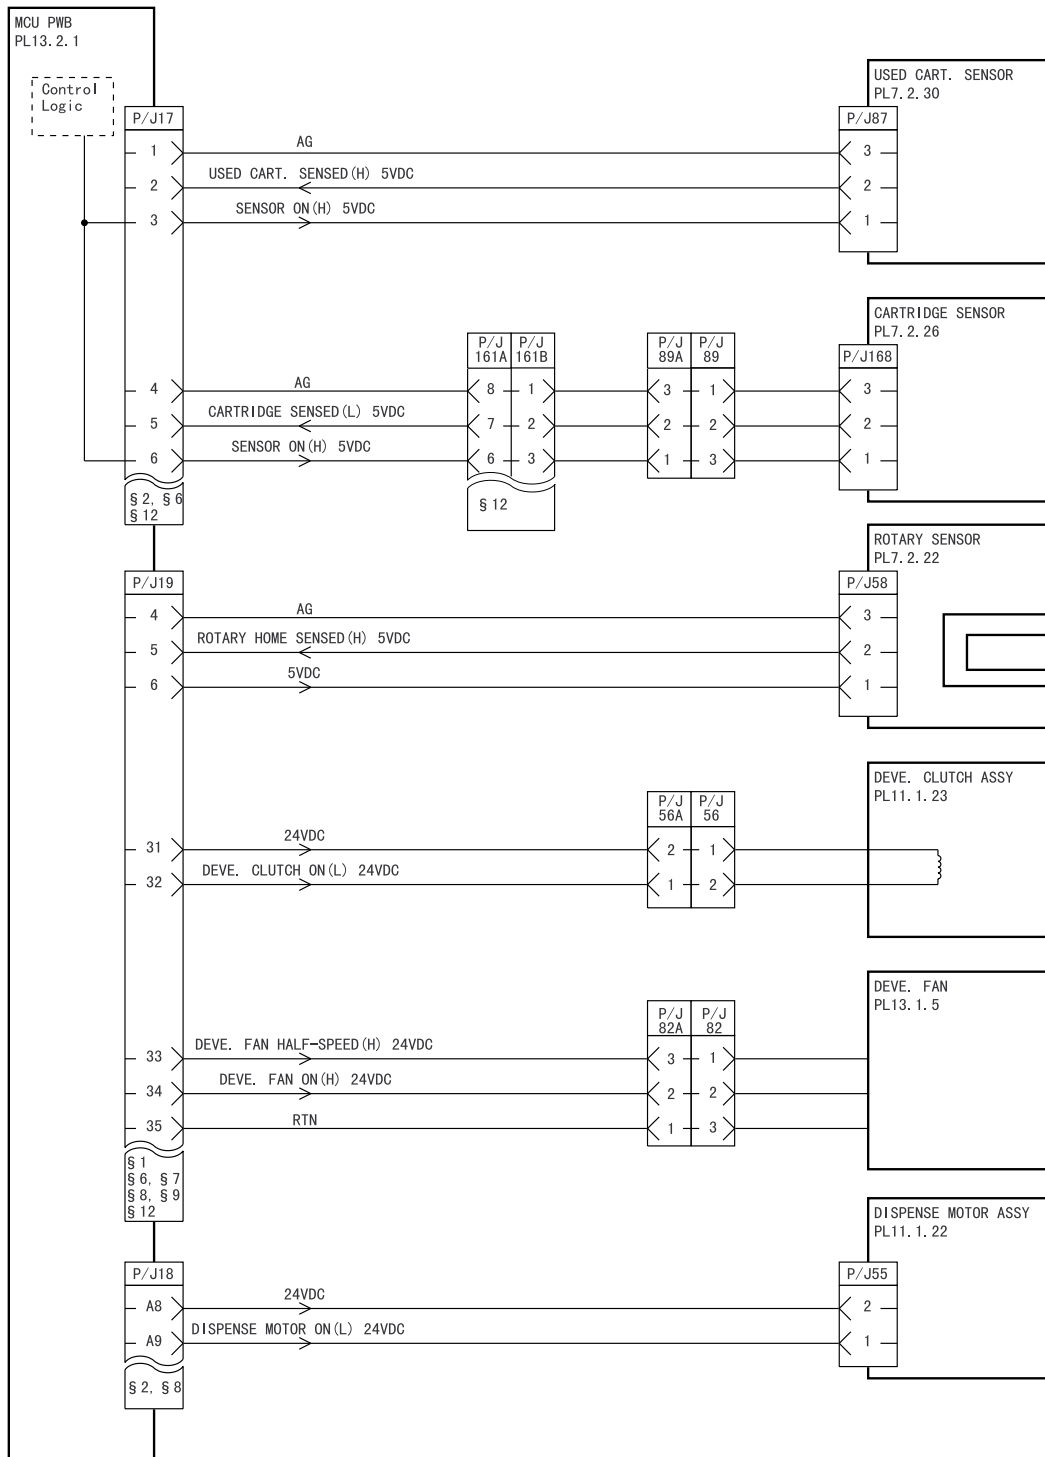 MCU PWB
PL13.2.1
Control
Logic
P/J17
1
AG
2
USED CART. SENSED(H) 5VDC
3
SENSOR ON(H) 5VDC
USED CART. SENSOR
PL7.2.30
P/J87
3
2
1
4
AG
5
CARTRIDGE SENSED(L) 5VDC
6
SENSOR ON(H) 5VDC
§ 2, § 6
§ 12
P/J P/J
161A 161B
8 1
7 2
6 3
§ 12
P/J P/J
89A 89
3 1
2 2
1 3
CARTRIDGE SENSOR
PL7.2.26
P/J168
3
2
1
P/J19
4
AG
5
ROTARY HOME SENSED(H) 5VDC
6
5VDC
ROTARY SENSOR
PL7.2.22
P/J58
3
2
1
31
24VDC
32
DEVE. CLUTCH ON(L) 24VDC
P/J P/J
56A 56
2 1
1 2
DEVE. CLUTCH ASSY
PL11.1.23
33
DEVE. FAN HALF-SPEED(H) 24VDC
34
DEVE. FAN ON(H) 24VDC
35
RTN
§ 1
§ 6, § 7
§ 8, § 9
§ 12
P/J P/J
82A 82
3 1
2 2
1 3
DEVE. FAN
PL13.1.5
P/J18
A8
24VDC
A9
DISPENSE MOTOR ON(L) 24VDC
§ 2, § 8
DISPENSE MOTOR ASSY
PL11.1.22
P/J55
2
1